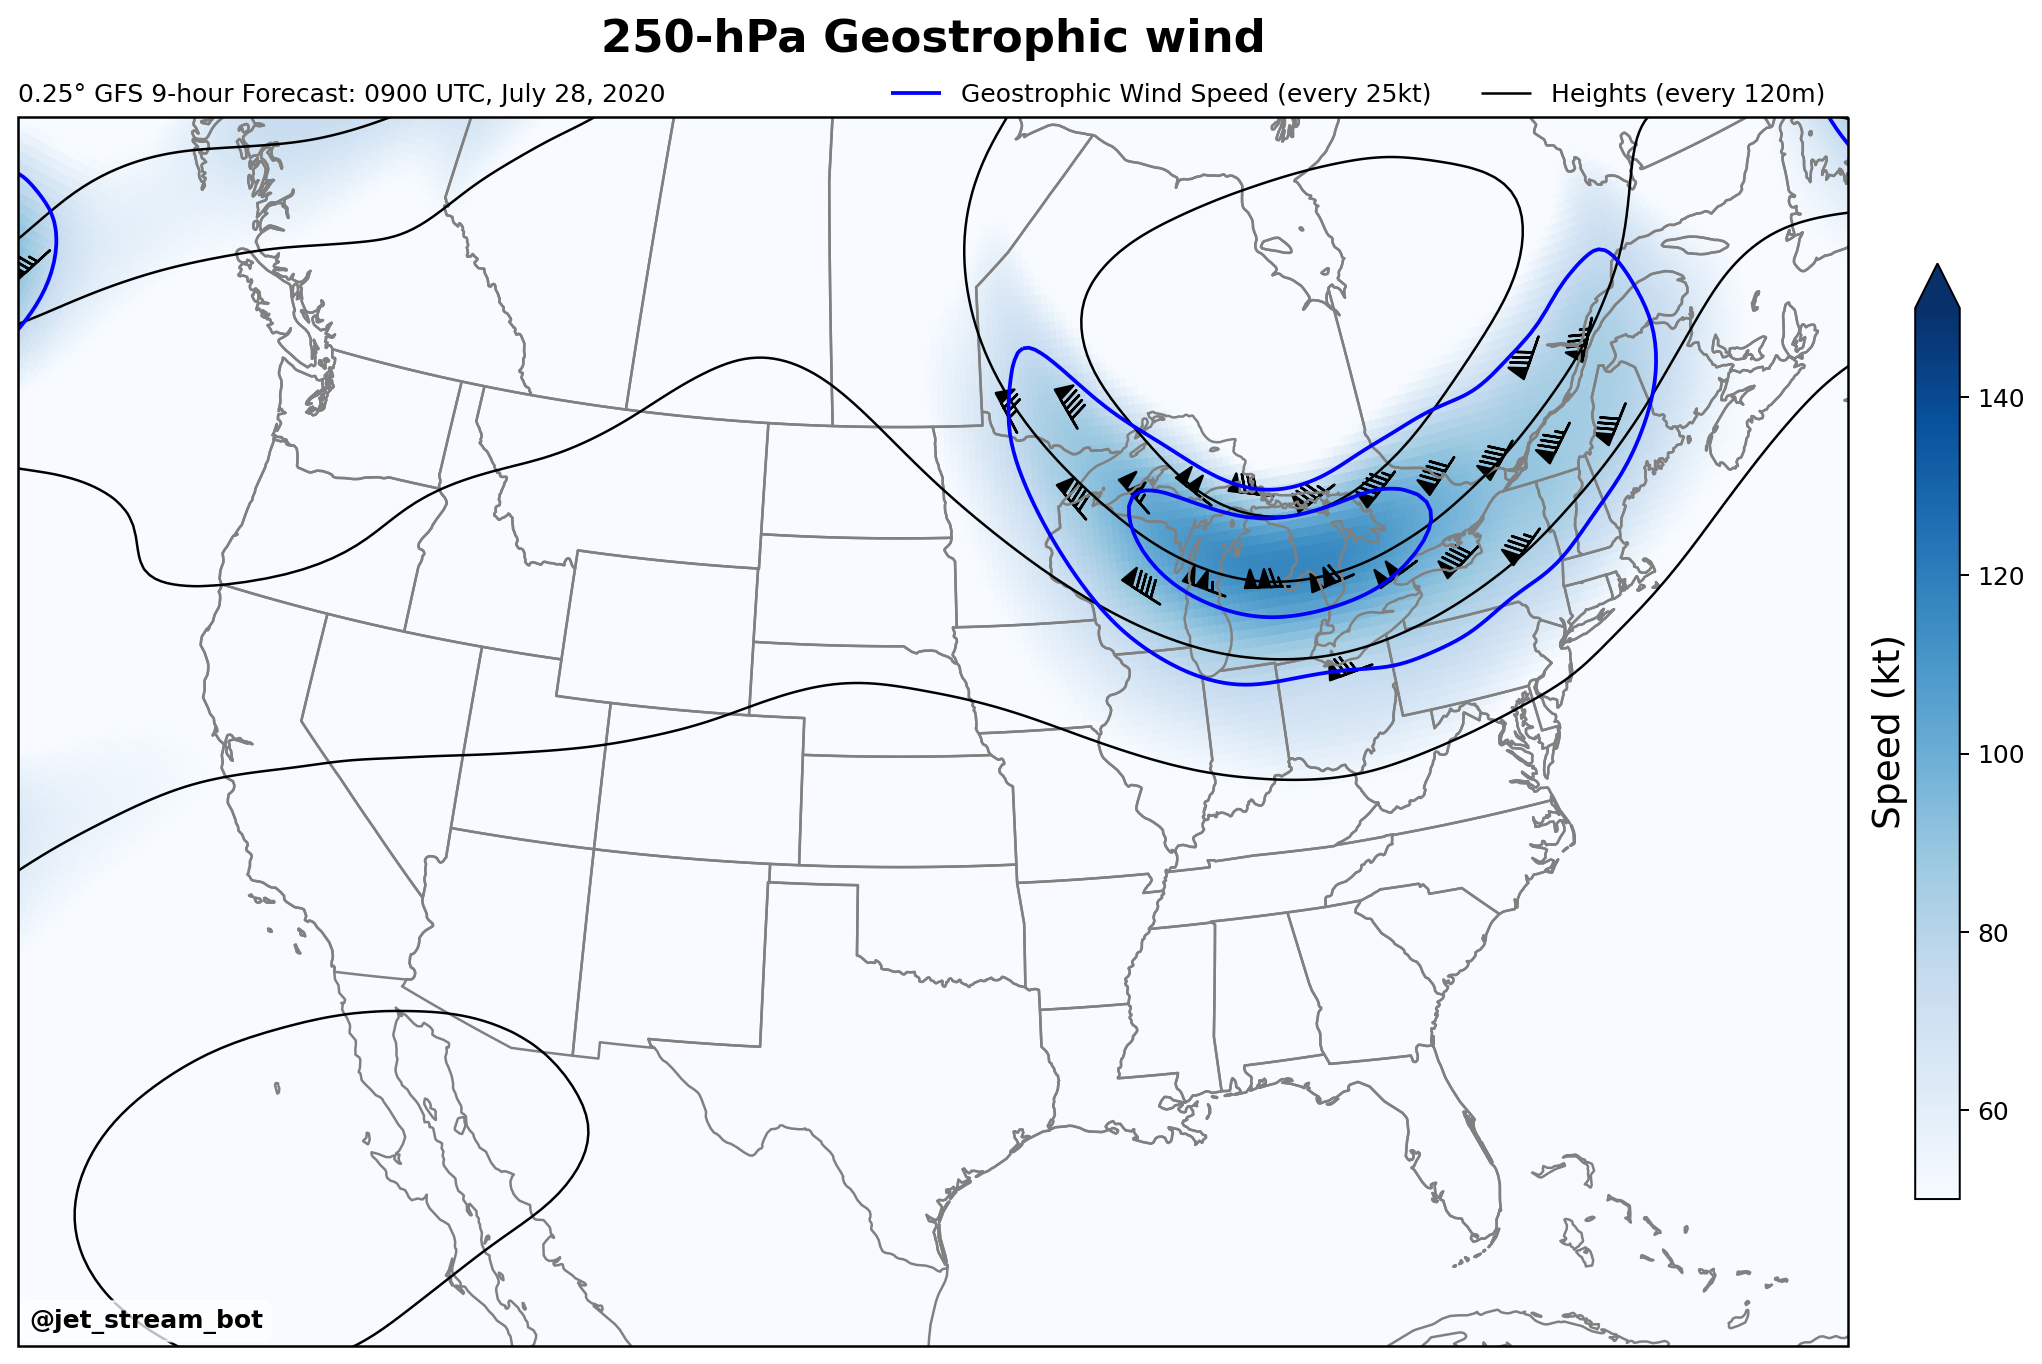 250-hPa Geostrophic wind
0.25° GFS 9-hour Forecast: 0900 UTC, July 28, 2020
Geostrophic Wind Speed (every 25kt)
Heights (every 120m)
140
120
100
80
60
Speed (kt)
@jet_stream_bot